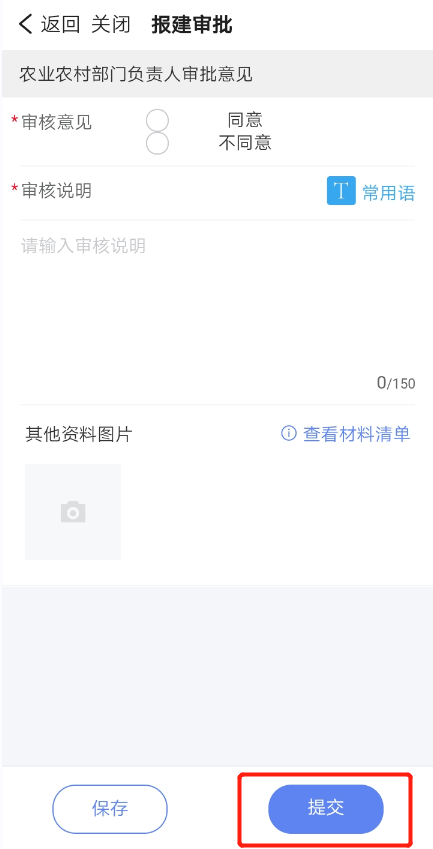 返回 关闭 报建审批
农业农村部门负责人审批意见
*审核意见 同意
不同意
*审核说明 T 常用语
请输入审核说明
0/150
其他资料图片 查看材料清单
保存 提交